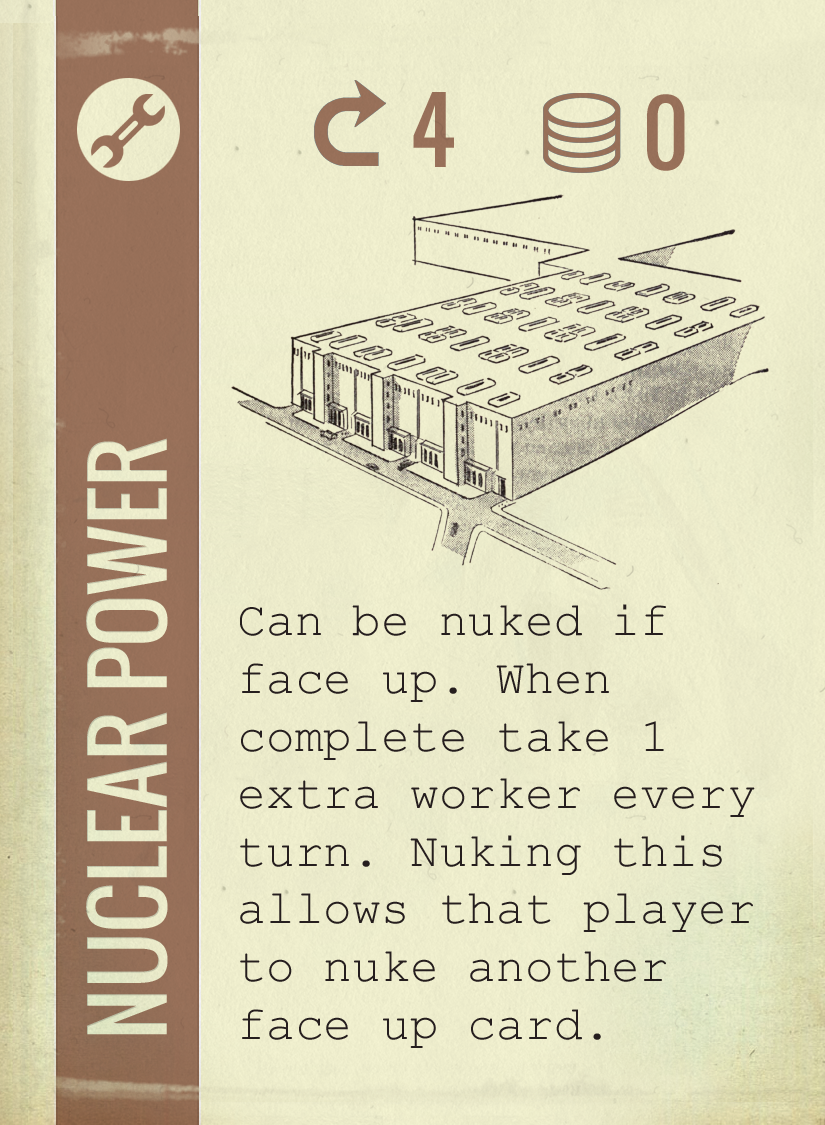 4 0
NUCLEAR POWER
Can be nuked if
face up. When
complete take 1
extra worker every
turn. Nuking this
allows that player
to nuke another
face up card.